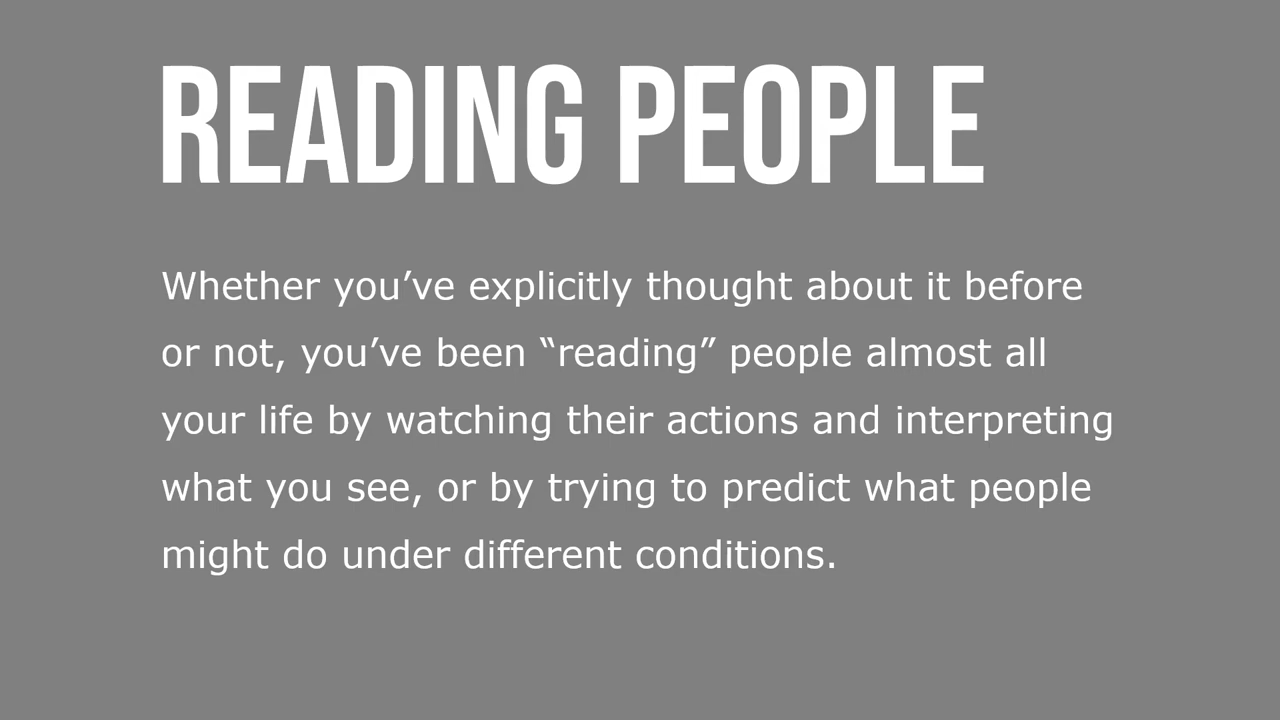 READING PEOPLE
Whether you’ve explicitly thought about it before
or not, you’ve been “reading” people almost all
your life by watching their actions and interpreting
what you see, or by trying to predict what people
might do under different conditions.